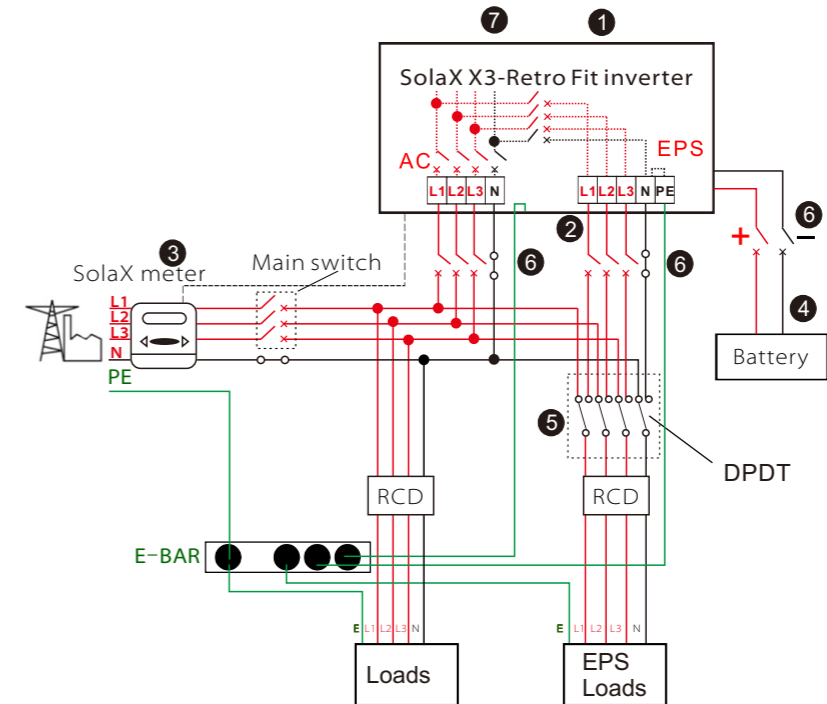 7
1
SolaX X3-Retro Fit inverter
AC
EPS
L1 L2 L3 N
L1 L2 L3 N PE
2
6
6
6
+
−
3
SolaX meter
Main switch
4
L1
L2
L3
N
PE
Battery
5
DPDT
RCD
RCD
E-BAR
E L1 L2 L3 N
E L1 L2 L3 N
Loads
EPS
Loads